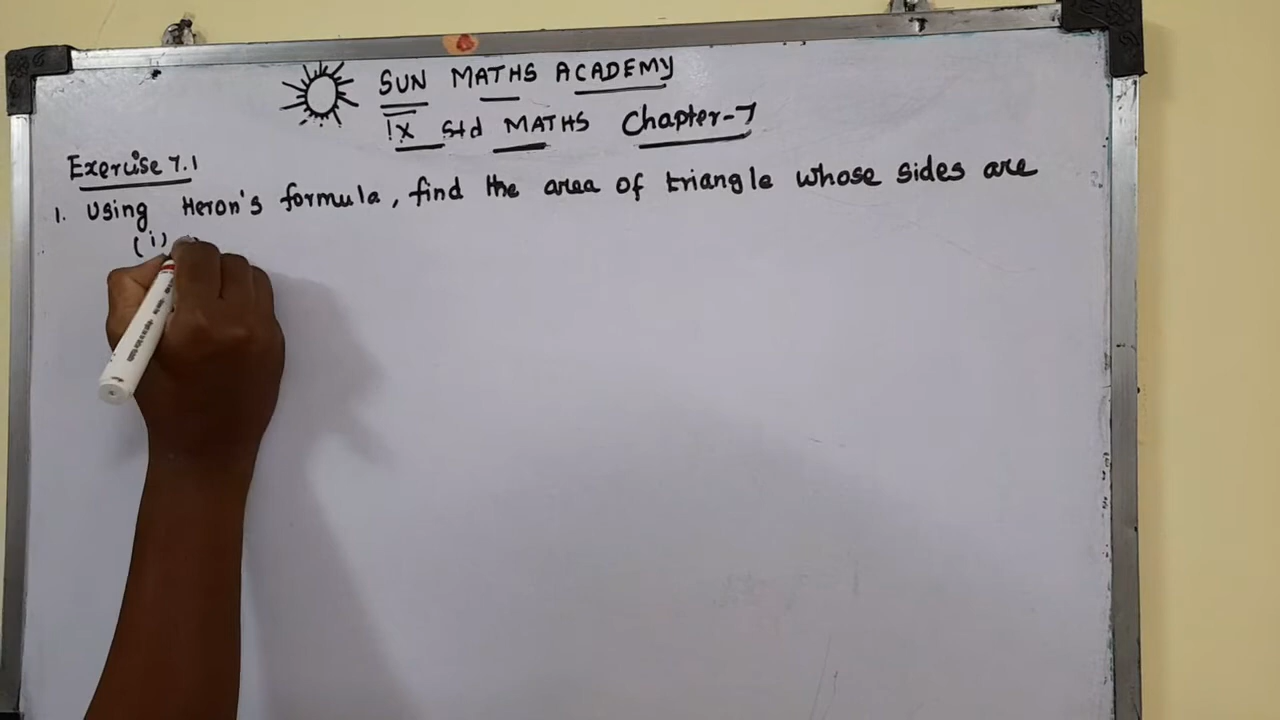 SUN MATHS ACADEMY
IX Std MATHS Chapter-7
Exercise 7.1
1. Using Heron's formula, find the area of triangle whose sides are
(i)